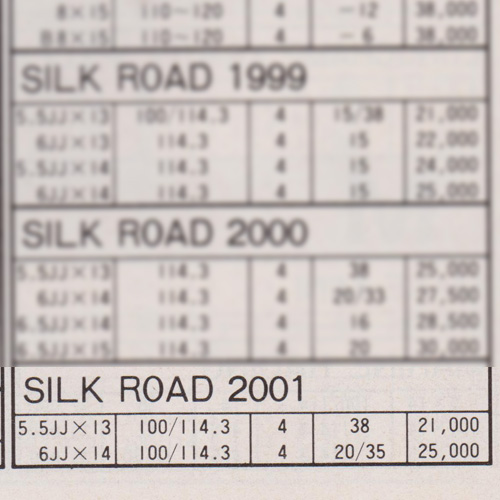 8×15 110~120 4 -12 38,000
8×15 110~120 4 -6 38,000
SILK ROAD 1999
5.5JJ×13 100/114.3 4 15/38 21,000
6JJ×13 114.3 4 15 22,000
5.5JJ×14 114.3 4 15 24,000
6JJ×14 114.3 4 15 25,000
SILK ROAD 2000
5.5JJ×13 114.3 4 38 25,000
6JJ×14 114.3 4 20/33 27,500
6.5JJ×14 114.3 4 16 28,500
6.5JJ×15 114.3 4 20 30,000
SILK ROAD 2001
5.5JJ×13 100/114.3 4 38 21,000
6JJ×14 100/114.3 4 20/35 25,000